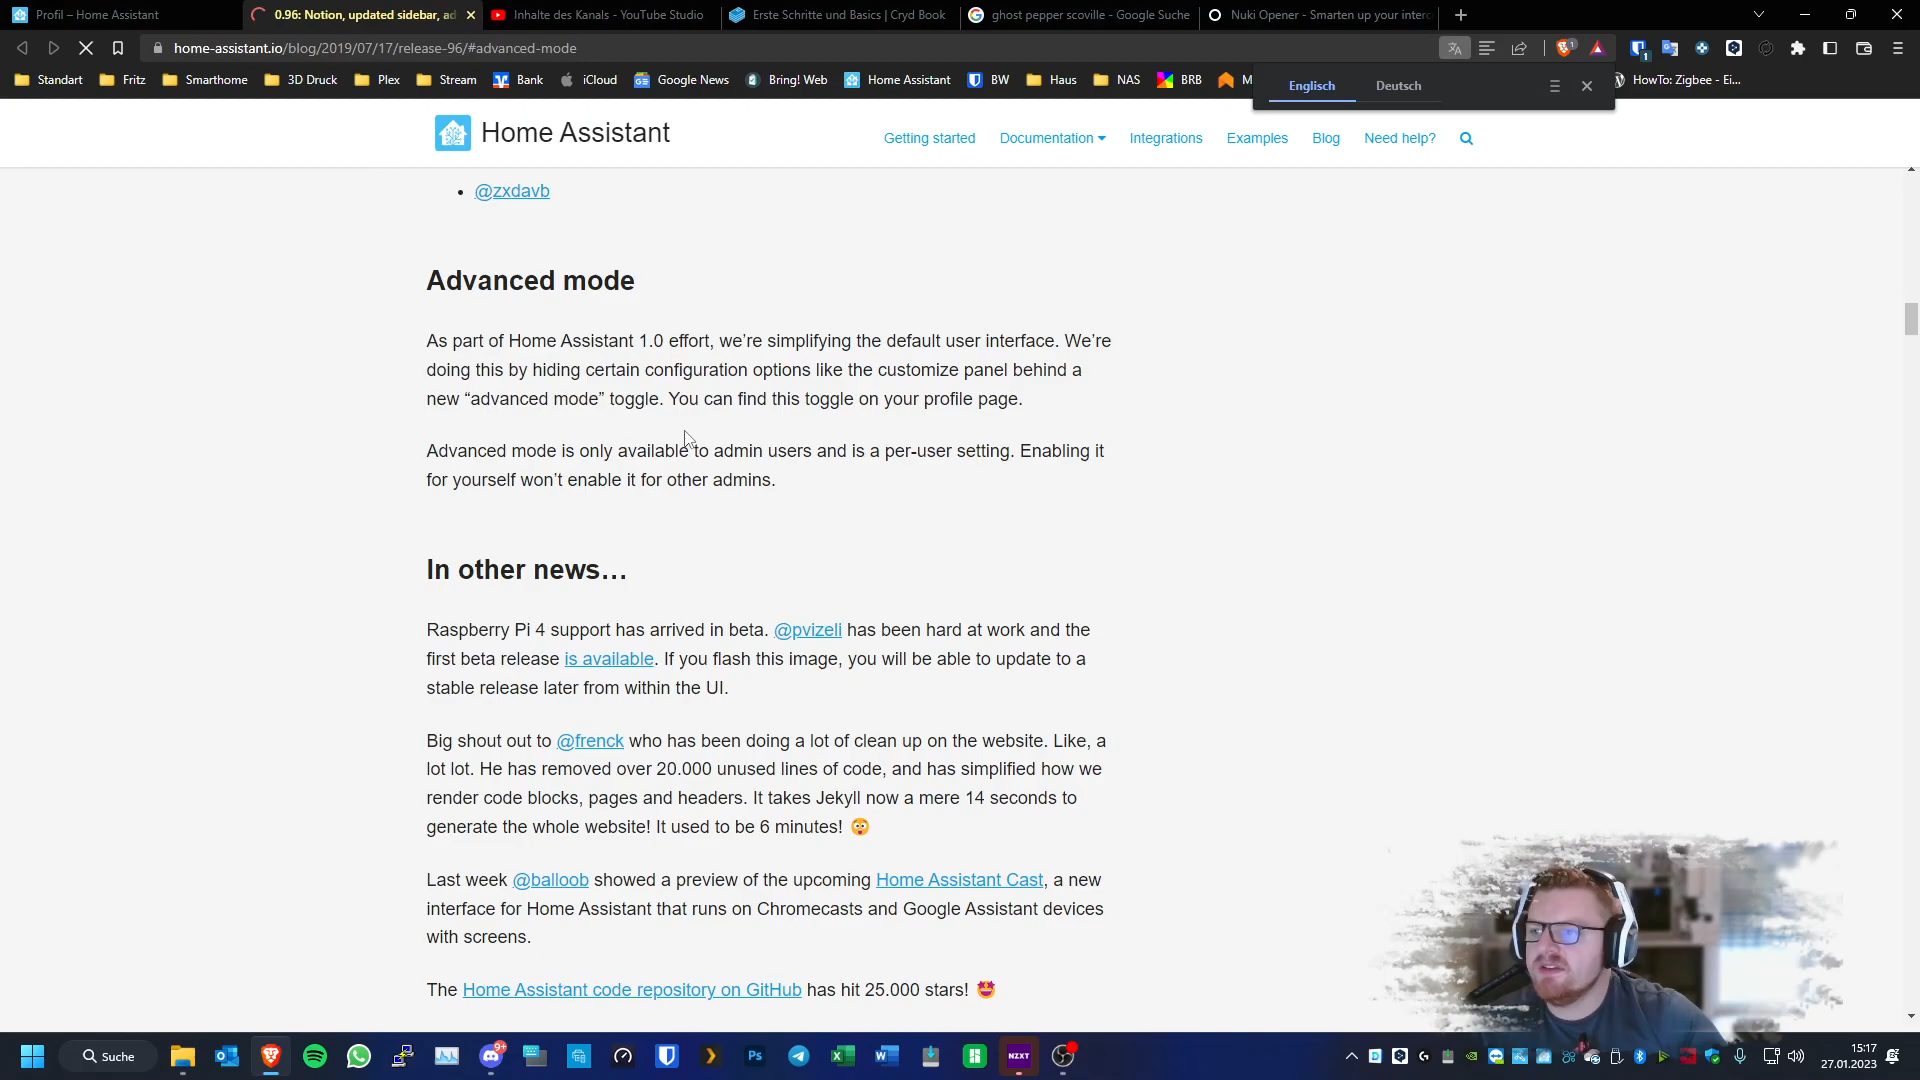 Profil – Home Assistant
0.96: Notion, updated sidebar, ad
Inhalte des Kanals - YouTube Studio
Erste Schritte und Basics | Cryd Book
ghost pepper scoville - Google Suche
Nuki Opener - Smarten up your inter
home-assistant.io/blog/2019/07/17/release-96/#advanced-mode
Standart
Fritz
Smarthome
3D Druck
Plex
Stream
Bank
iCloud
Google News
Bring! Web
Home Assistant
BW
Haus
NAS
BRB
M
HowTo: Zigbee - Ei...
Englisch
Deutsch
Home Assistant
Getting started
Documentation
Integrations
Examples
Blog
Need help?
@zxdavb
Advanced mode
As part of Home Assistant 1.0 effort, we’re simplifying the default user interface. We’re
doing this by hiding certain configuration options like the customize panel behind a
new “advanced mode” toggle. You can find this toggle on your profile page.
Advanced mode is only available to admin users and is a per-user setting. Enabling it
for yourself won’t enable it for other admins.
In other news…
Raspberry Pi 4 support has arrived in beta. @pvizeli has been hard at work and the
first beta release is available. If you flash this image, you will be able to update to a
stable release later from within the UI.
Big shout out to @frenck who has been doing a lot of clean up on the website. Like, a
lot lot. He has removed over 20.000 unused lines of code, and has simplified how we
render code blocks, pages and headers. It takes Jekyll now a mere 14 seconds to
generate the whole website! It used to be 6 minutes! 😲
Last week @balloob showed a preview of the upcoming Home Assistant Cast, a new
interface for Home Assistant that runs on Chromecasts and Google Assistant devices
with screens.
The Home Assistant code repository on GitHub has hit 25.000 stars! 🤩
Suche
9+
Ps
NZXT
15:17
27.01.2023